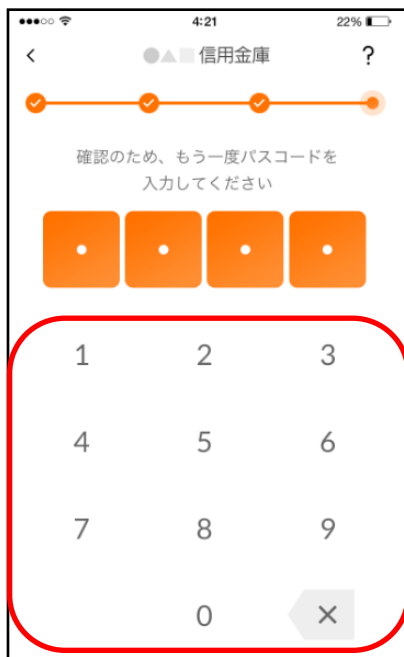 4:21
22%
●▲■信用金庫
?
確認のため、もう一度パスコードを
入力してください
1 2 3
4 5 6
7 8 9
0